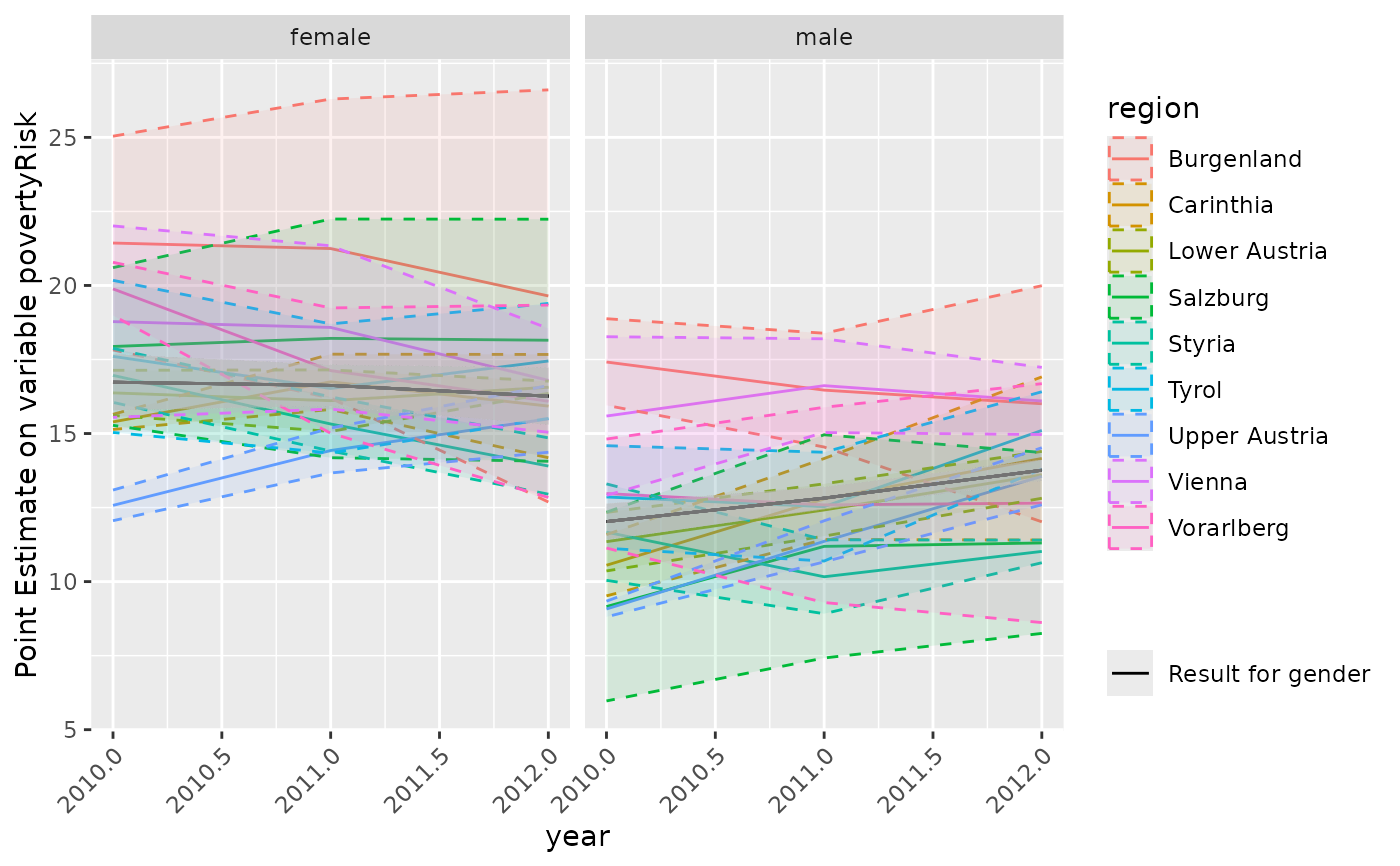 female
male
Point Estimate on variable povertyRisk
25
20
15
10
5
2010.0
2010.5
2011.0
2011.5
2012.0
2010.0
2010.5
2011.0
2011.5
2012.0
year
region
Burgenland
Carinthia
Lower Austria
Salzburg
Styria
Tyrol
Upper Austria
Vienna
Vorarlberg
Result for gender